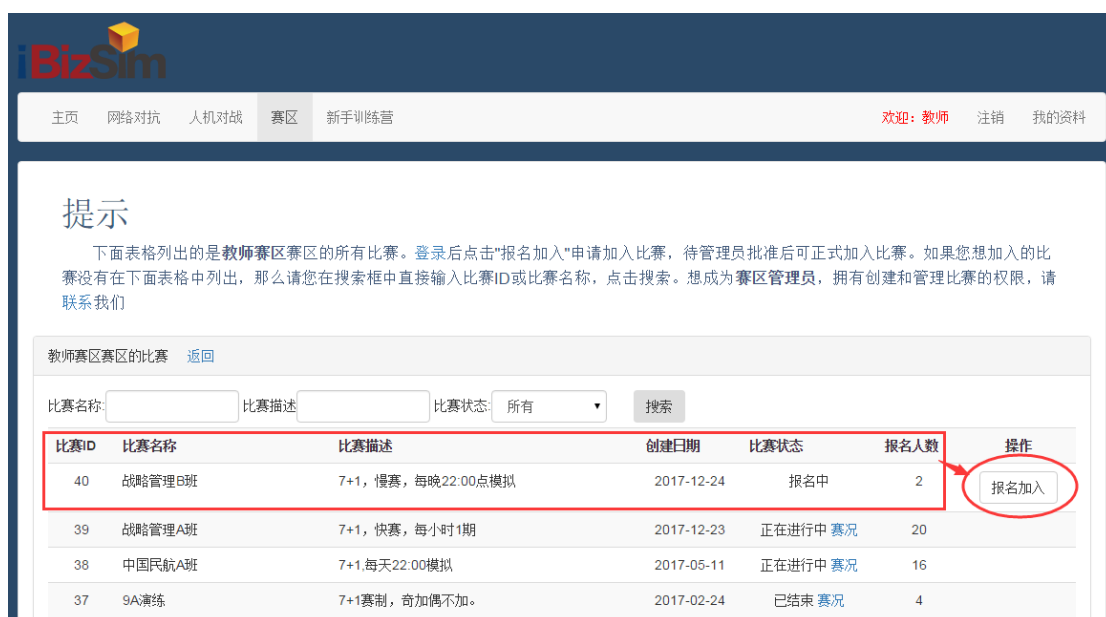 iBizSim
主页 网络对抗 人机对战 赛区 新手训练营 欢迎：教师 注销 我的资料
提示
下面表格列出的是教师赛区赛区的所有比赛。登录后点击"报名加入"申请加入比赛，待管理员批准后可正式加入比赛。如果您想加入的比
赛没有在下面表格中列出，那么请您在搜索框中直接输入比赛ID或比赛名称，点击搜索。想成为赛区管理员，拥有创建和管理比赛的权限，请
联系我们
教师赛区赛区的比赛 返回
比赛名称: 比赛描述 比赛状态: 所有 搜索
比赛ID 比赛名称 比赛描述 创建日期 比赛状态 报名人数 操作
40 战略管理B班 7+1，慢赛，每晚22:00点模拟 2017-12-24 报名中 2 报名加入
39 战略管理A班 7+1，快赛，每小时1期 2017-12-23 正在进行中 赛况 20
38 中国民航A班 7+1,每天22:00模拟 2017-05-11 正在进行中 赛况 16
37 9A演练 7+1赛制，奇加偶不加。 2017-02-24 已结束 赛况 4